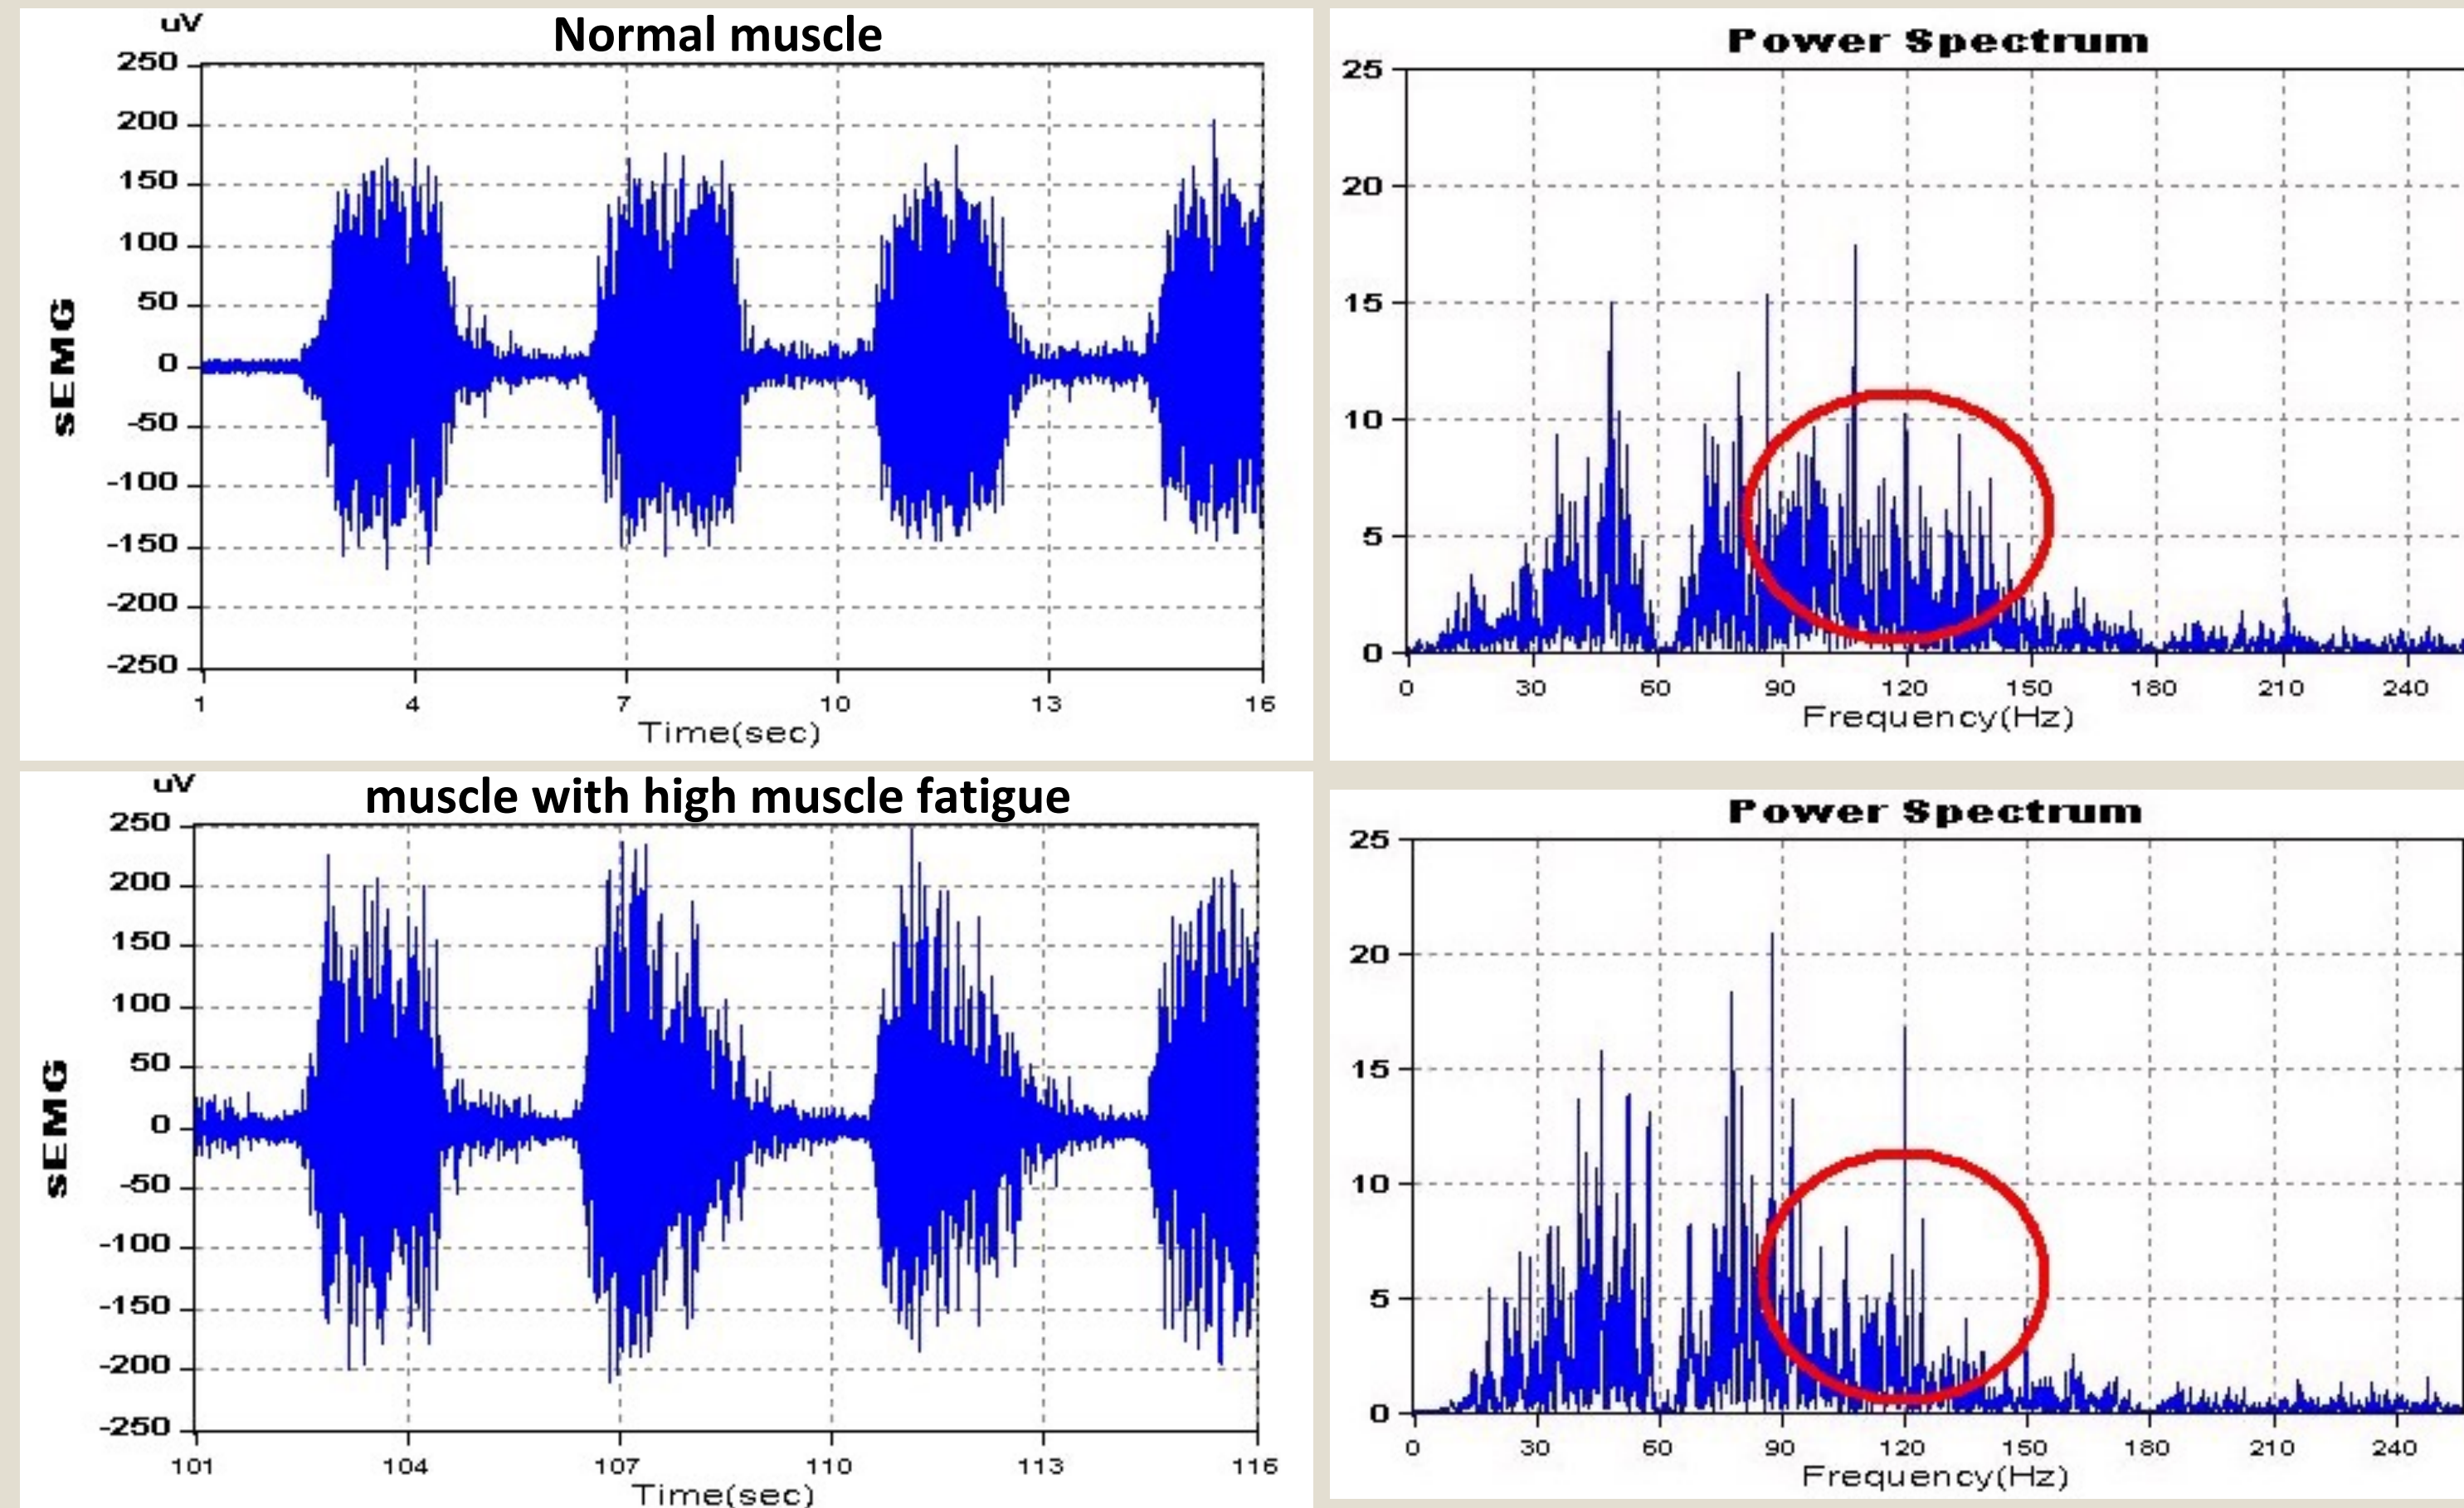 uV
Normal muscle
250
200
150
100
50
0
-50
-100
-150
-200
-250
sEMG
1 4 7 10 13 16
Time(sec)
Power Spectrum
25
20
15
10
5
0
0 30 60 90 120 150 180 210 240
Frequency(Hz)
uV
muscle with high muscle fatigue
250
200
150
100
50
0
-50
-100
-150
-200
-250
sEMG
101 104 107 110 113 116
Time(sec)
Power Spectrum
25
20
15
10
5
0
0 30 60 90 120 150 180 210 240
Frequency(Hz)